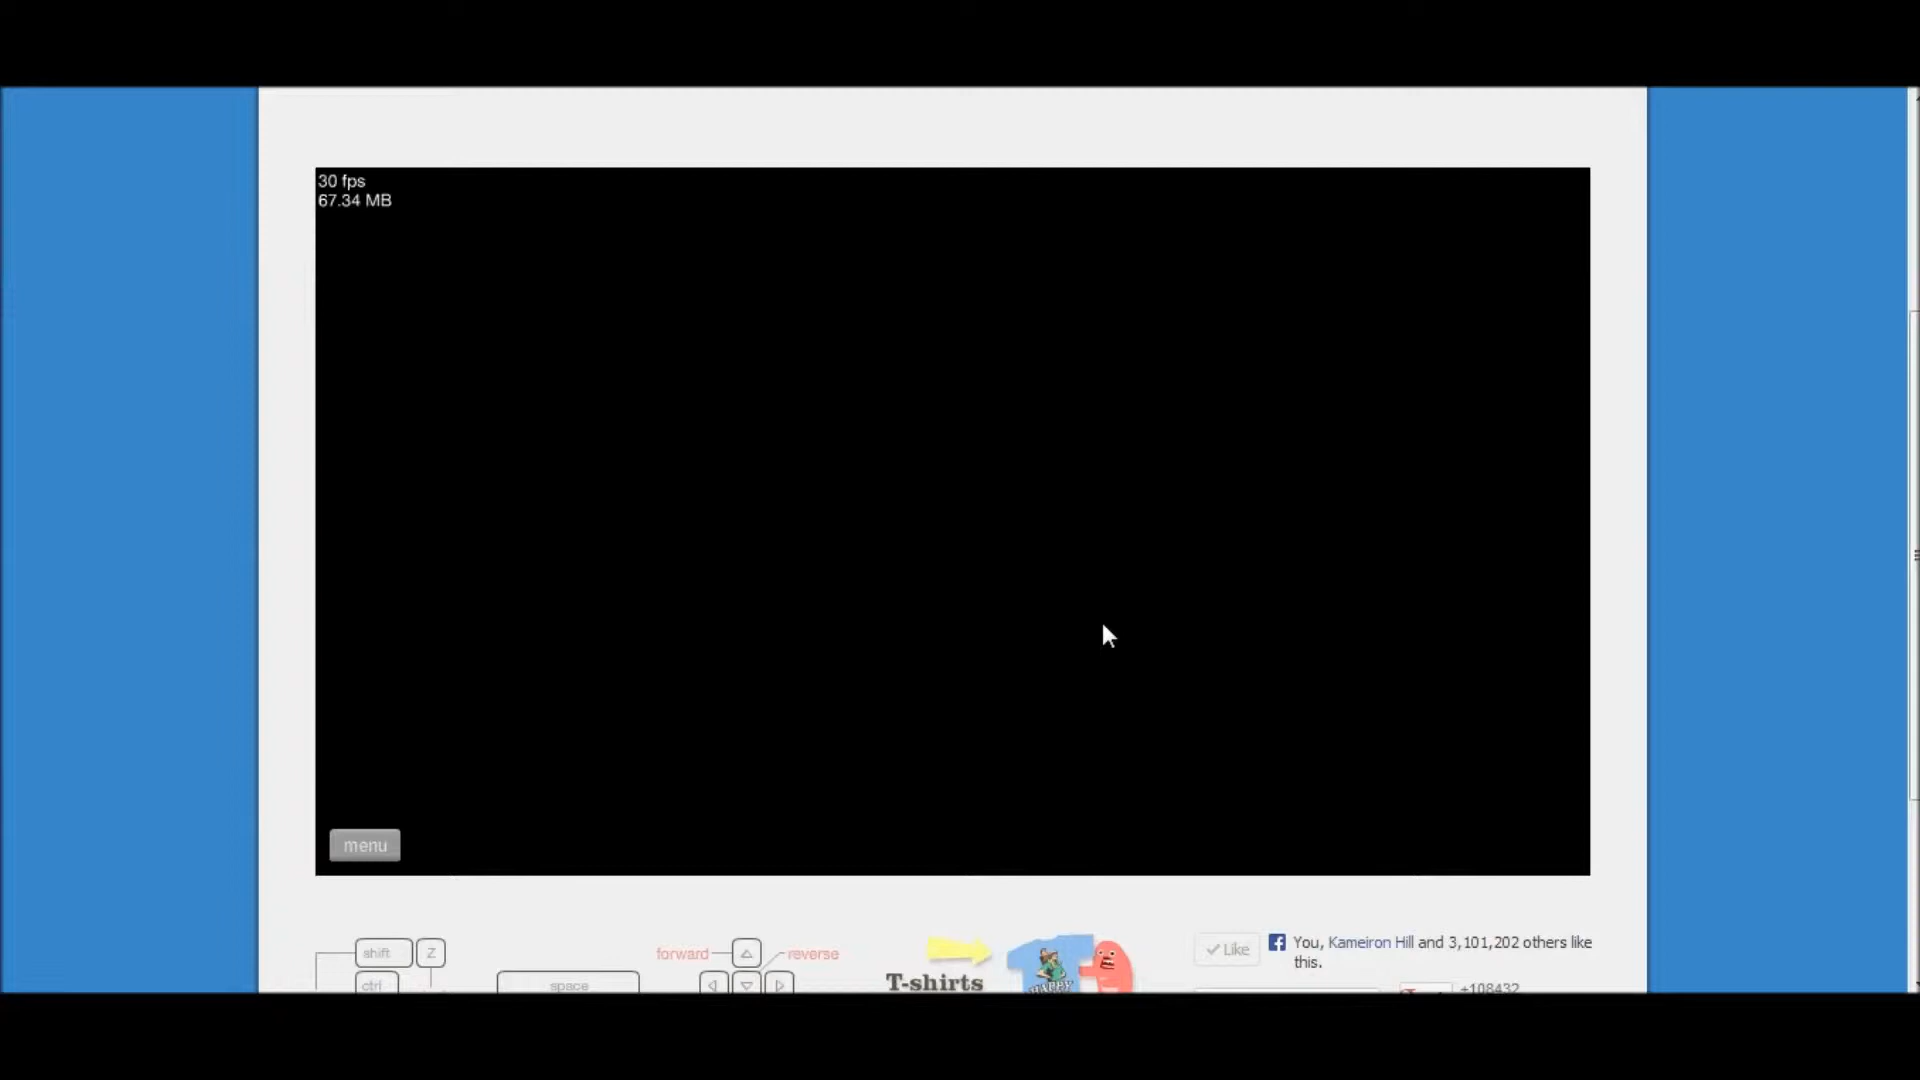 30 fps
67.34 MB
menu
shift Z
ctrl
space
forward
reverse
T-shirts
HAPPY
Like
You, Kameiron Hill and 3,101,202 others like
this.
+108432